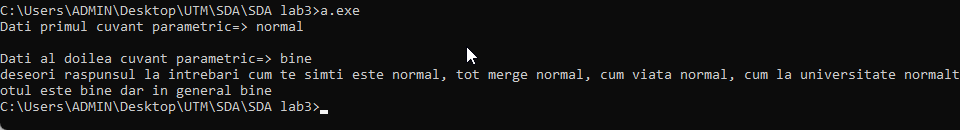 C:\Users\ADMIN\Desktop\UTM\SDA\SDA lab3>a.exe
Dati primul cuvant parametric=> normal
Dati al doilea cuvant parametric=> bine
deseori raspunsul la intrebari cum te simti este normal, tot merge normal, cum viata normal, cum la universitate normalt
otul este bine dar in general bine
C:\Users\ADMIN\Desktop\UTM\SDA\SDA lab3>